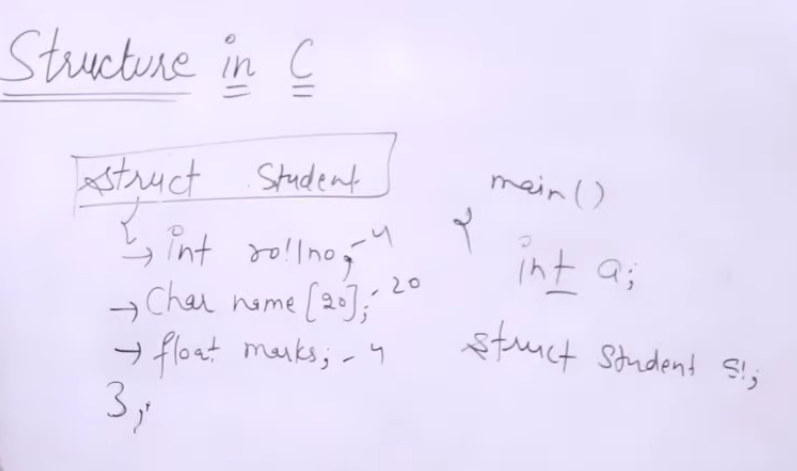 Structure in C
struct Student
{
→ int rollno; - 4
→ Char name [20]; - 20
→ float marks; - 4
};
main()
{
int a;
struct Student S1;